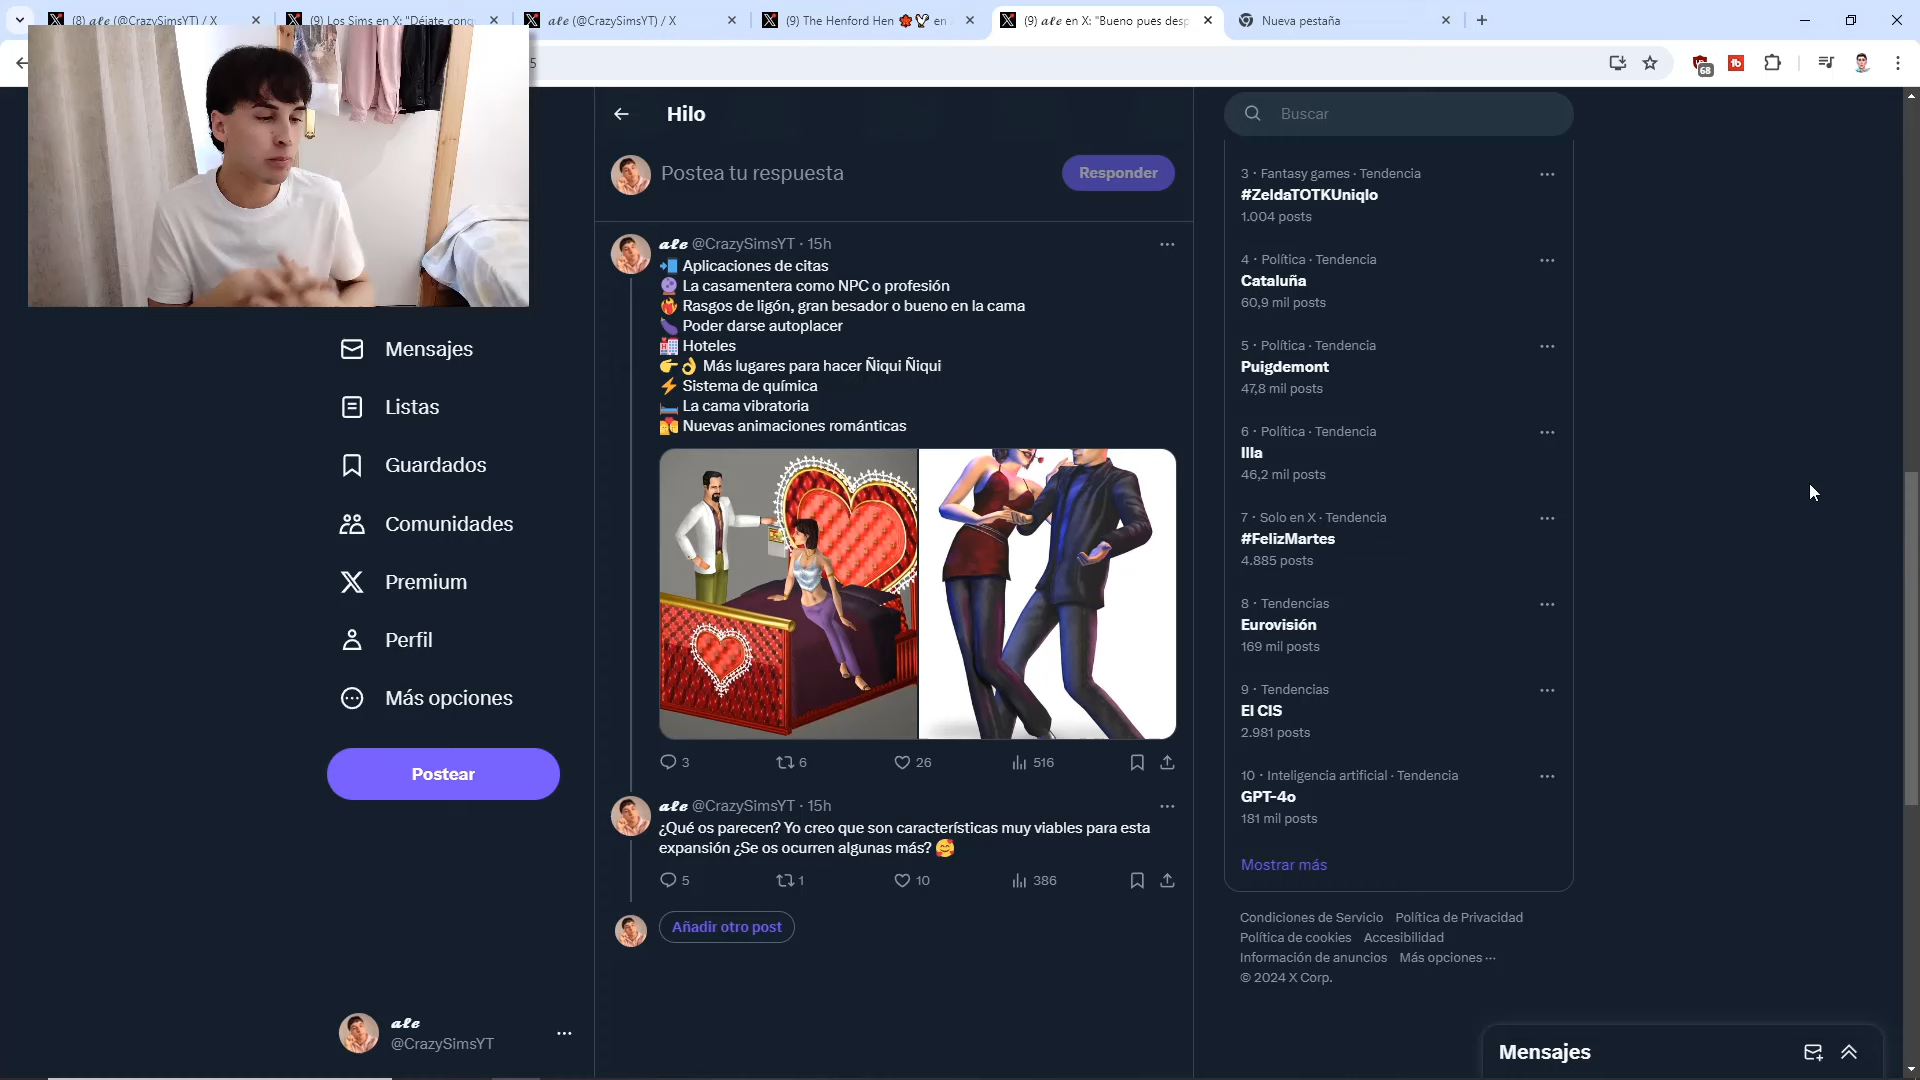 (8) 𝓪𝓵𝓮 (@CrazySimsYT) / X
(9) Los Sims en X: "Déjate conq
𝓪𝓵𝓮 (@CrazySimsYT) / X
(9) The Henford Hen 🍁🐓 en
(9) 𝓪𝓵𝓮 en X: "Bueno pues desp
Nueva pestaña
68
Hilo
Postea tu respuesta
Responder
𝓪𝓵𝓮 @CrazySimsYT · 15h
📲 Aplicaciones de citas
🔮 La casamentera como NPC o profesión
❤️‍🔥 Rasgos de ligón, gran besador o bueno en la cama
🍆 Poder darse autoplacer
🏩 Hoteles
👉👌 Más lugares para hacer Ñiqui Ñiqui
⚡ Sistema de química
🛏️ La cama vibratoria
💏 Nuevas animaciones románticas
3
6
26
516
𝓪𝓵𝓮 @CrazySimsYT · 15h
¿Qué os parecen? Yo creo que son características muy viables para esta
expansión ¿Se os ocurren algunas más? 🥰
5
1
10
386
Añadir otro post
Mensajes
Listas
Guardados
Comunidades
Premium
Perfil
Más opciones
Postear
𝓪𝓵𝓮
@CrazySimsYT
Buscar
3 · Fantasy games · Tendencia
#ZeldaTOTKUniqlo
1.004 posts
4 · Política · Tendencia
Cataluña
60,9 mil posts
5 · Política · Tendencia
Puigdemont
47,8 mil posts
6 · Política · Tendencia
Illa
46,2 mil posts
7 · Solo en X · Tendencia
#FelizMartes
4.885 posts
8 · Tendencias
Eurovisión
169 mil posts
9 · Tendencias
El CIS
2.981 posts
10 · Inteligencia artificial · Tendencia
GPT-4o
181 mil posts
Mostrar más
Condiciones de Servicio Política de Privacidad
Política de cookies Accesibilidad
Información de anuncios Más opciones ···
© 2024 X Corp.
Mensajes